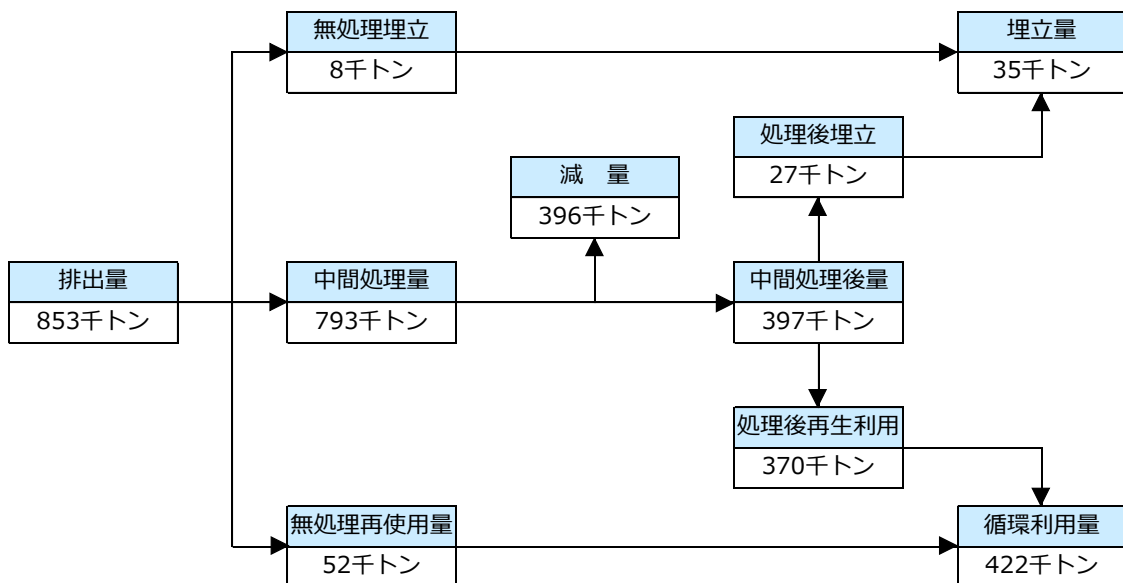 無処理埋立
8千トン
埋立量
35千トン
処理後埋立
27千トン
減　量
396千トン
排出量
853千トン
中間処理量
793千トン
中間処理後量
397千トン
処理後再生利用
370千トン
無処理再使用量
52千トン
循環利用量
422千トン